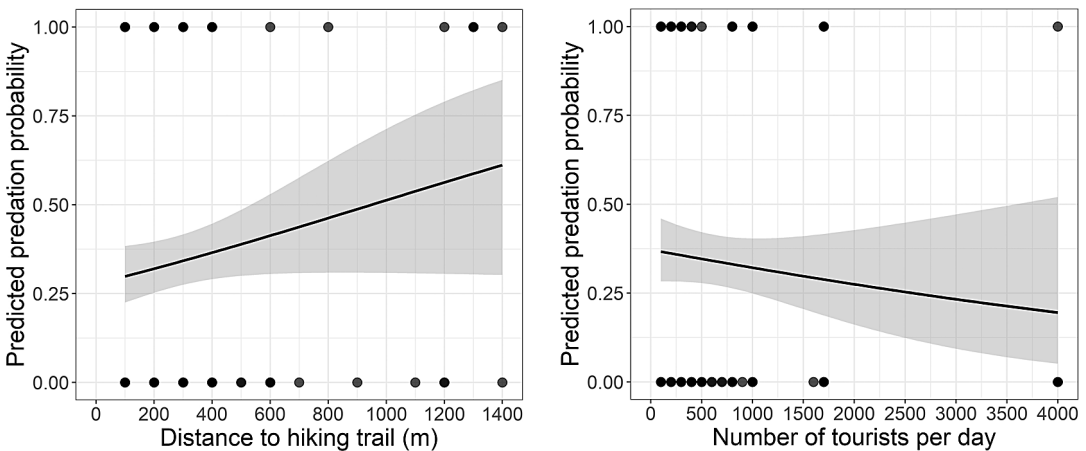 Predicted predation probability
1.00
0.75
0.50
0.25
0.00
0 200 400 600 800 1000 1200 1400
Distance to hiking trail (m)
Predicted predation probability
1.00
0.75
0.50
0.25
0.00
0 500 1000 1500 2000 2500 3000 3500 4000
Number of tourists per day